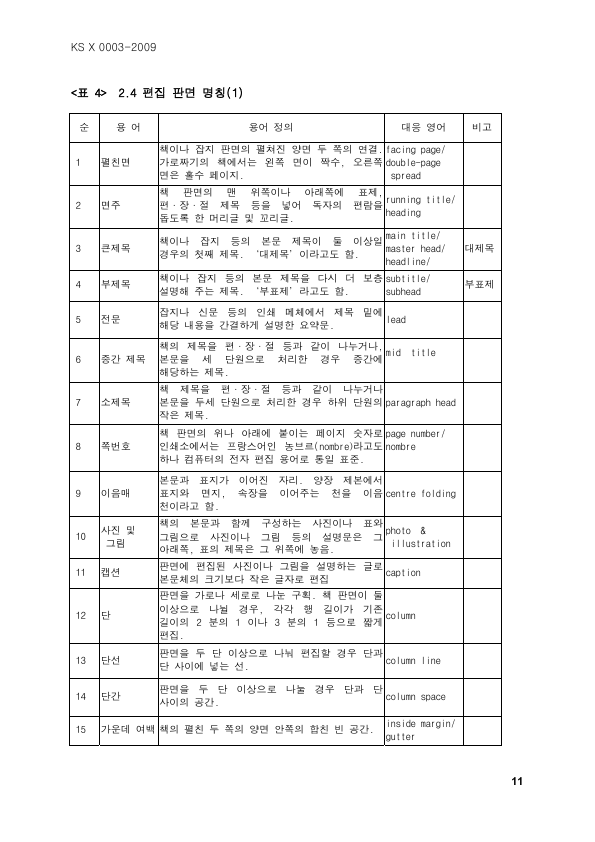 KS X 0003-2009
<표 4> 2.4 편집 판면 명칭(1)
순 용 어 용어 정의 대응 영어 비고
1 펼친면 책이나 잡지 판면의 펼쳐진 양면 두 쪽의 연결. 가로짜기의 책에서는 왼쪽 면이 짝수, 오른쪽 면은 홀수 페이지. facing page/ double-page spread
2 면주 책 판면의 맨 위쪽이나 아래쪽에 표제, 편·장·절 제목 등을 넣어 독자의 편람을 돕도록 한 머리글 및 꼬리글. running title/ heading
3 큰제목 책이나 잡지 등의 본문 제목이 둘 이상일 경우의 첫째 제목. ‘대제목’이라고도 함. main title/ master head/ headline/ 대제목
4 부제목 책이나 잡지 등의 본문 제목을 다시 더 보충 설명해 주는 제목. ‘부표제’라고도 함. subtitle/ subhead 부표제
5 전문 잡지나 신문 등의 인쇄 메체에서 제목 밑에 해당 내용을 간결하게 설명한 요약문. lead
6 중간 제목 책의 제목을 편·장·절 등과 같이 나누거나, 본문을 세 단원으로 처리한 경우 중간에 해당하는 제목. mid title
7 소제목 책 제목을 편·장·절 등과 같이 나누거나 본문을 두세 단원으로 처리한 경우 하위 단원의 작은 제목. paragraph head
8 쪽번호 책 판면의 위나 아래에 붙이는 페이지 숫자로 인쇄소에서는 프랑스어인 농브르(nombre)라고도 하나 컴퓨터의 전자 편집 용어로 통일 표준. page number/ nombre
9 이음매 본문과 표지가 이어진 자리. 양장 제본에서 표지와 면지, 속장을 이어주는 천을 이음 천이라고 함. centre folding
10 사진 및 그림 책의 본문과 함께 구성하는 사진이나 표와 그림으로 사진이나 그림 등의 설명문은 그 아래쪽, 표의 제목은 그 위쪽에 놓음. photo & illustration
11 캡션 판면에 편집된 사진이나 그림을 설명하는 글로 본문체의 크기보다 작은 글자로 편집 caption
12 단 판면을 가로나 세로로 나눈 구획. 책 판면이 둘 이상으로 나뉠 경우, 각각 행 길이가 기존 길이의 2 분의 1 이나 3 분의 1 등으로 짧게 편집. column
13 단선 판면을 두 단 이상으로 나눠 편집할 경우 단과 단 사이에 넣는 선. column line
14 단간 판면을 두 단 이상으로 나눌 경우 단과 단 사이의 공간. column space
15 가운데 여백 책의 펼친 두 쪽의 양면 안쪽의 합친 빈 공간. inside margin/ gutter
11